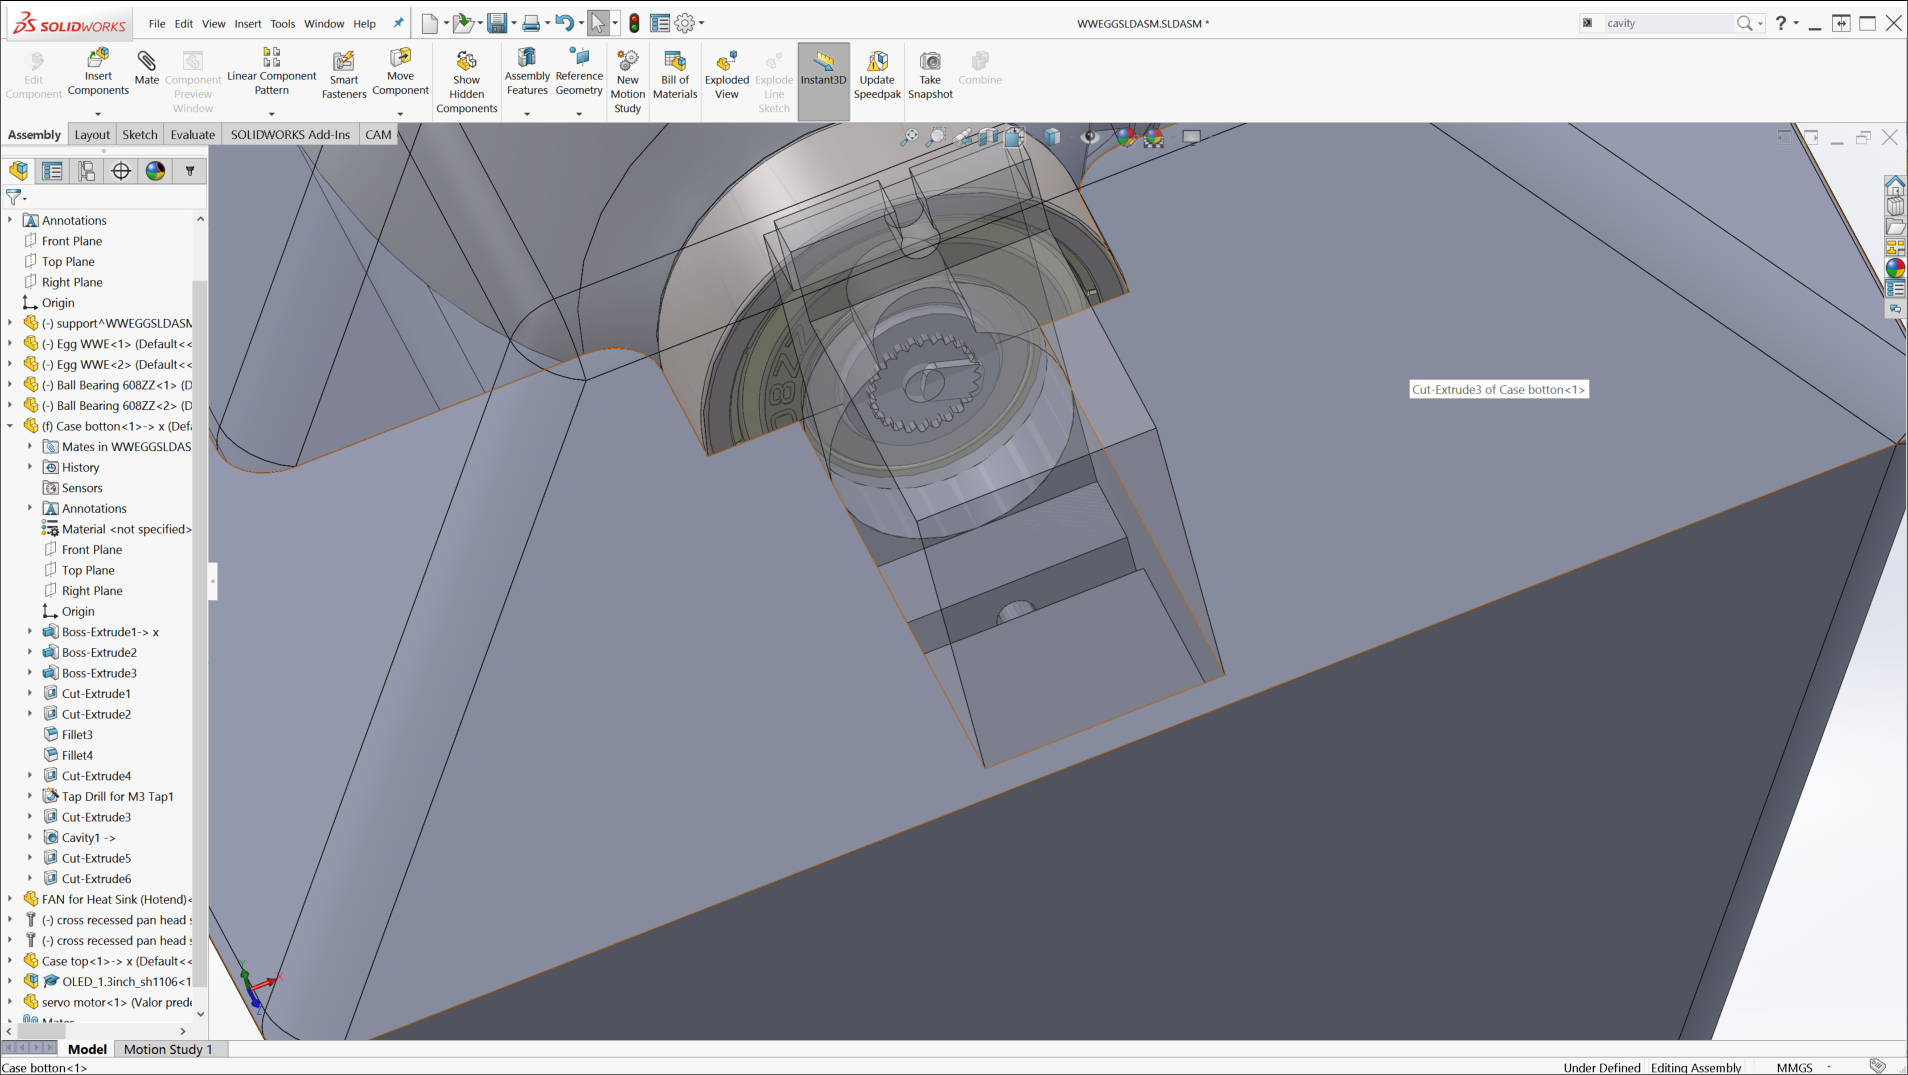 SOLIDWORKS
File Edit View Insert Tools Window Help
WWEGGSLDASM.SLDASM *
cavity
?
Edit Component
Insert Components
Mate
Component Preview Window
Linear Component Pattern
Smart Fasteners
Move Component
Show Hidden Components
Assembly Features
Reference Geometry
New Motion Study
Bill of Materials
Exploded View
Explode Line Sketch
Instant3D
Update Speedpak
Take Snapshot
Combine
Assembly Layout Sketch Evaluate SOLIDWORKS Add-Ins CAM
Annotations
Front Plane
Top Plane
Right Plane
Origin
(-) support^WWEGGSLDASM
(-) Egg WWE<1> (Default<<
(-) Egg WWE<2> (Default<<
(-) Ball Bearing 608ZZ<1> (D
(-) Ball Bearing 608ZZ<2> (D
(f) Case botton<1>-> x (Defa
Mates in WWEGGSLDAS
History
Sensors
Annotations
Material <not specified>
Front Plane
Top Plane
Right Plane
Origin
Boss-Extrude1-> x
Boss-Extrude2
Boss-Extrude3
Cut-Extrude1
Cut-Extrude2
Fillet3
Fillet4
Cut-Extrude4
Tap Drill for M3 Tap1
Cut-Extrude3
Cavity1 ->
Cut-Extrude5
Cut-Extrude6
FAN for Heat Sink (Hotend)<
(-) cross recessed pan head s
(-) cross recessed pan head s
Case top<1>-> x (Default<<
OLED_1.3inch_sh1106<1
servo motor<1> (Valor prede
Mates
608ZZ
Cut-Extrude3 of Case botton<1>
Y
X
Z
Model Motion Study 1
Case botton<1>
Under Defined Editing Assembly MMGS